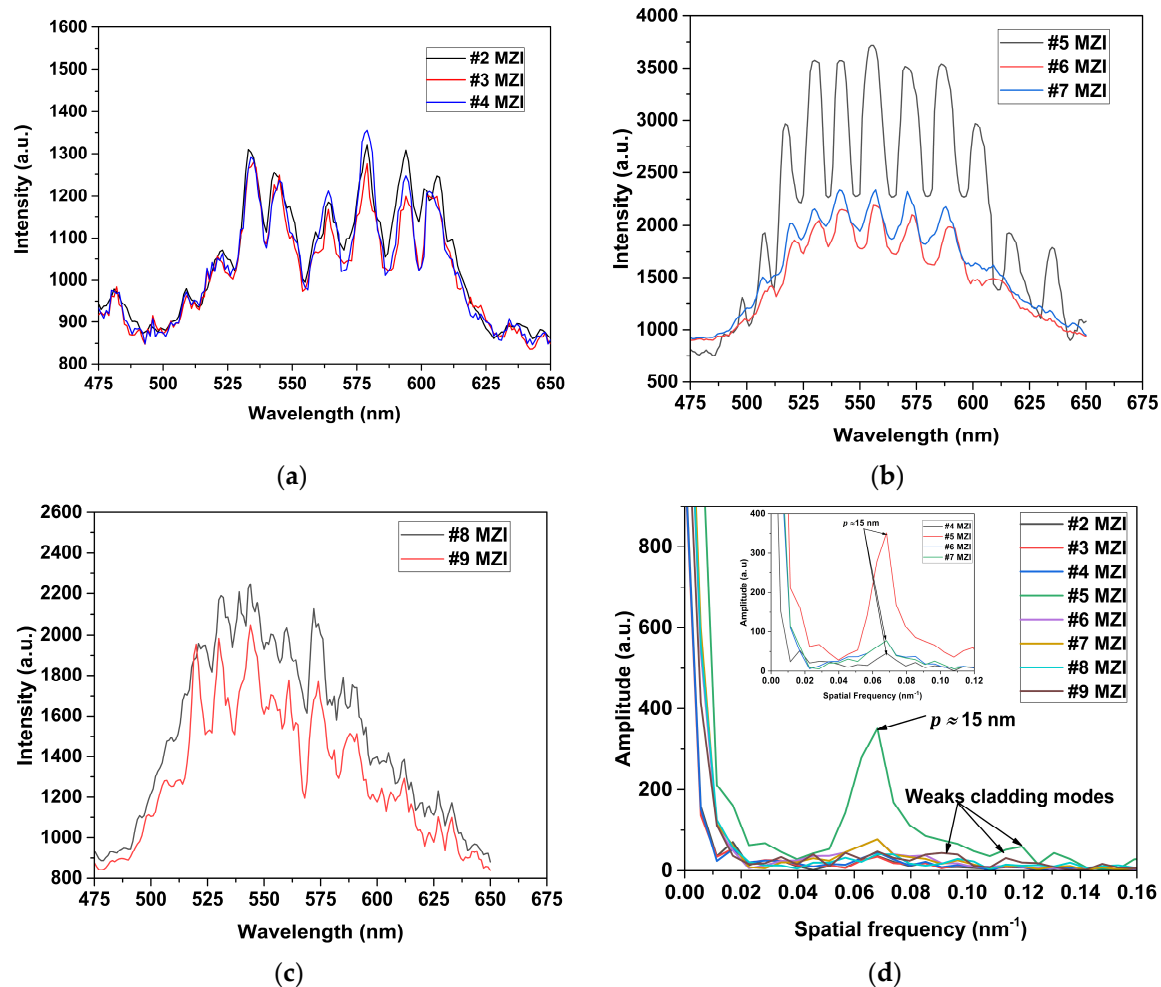 1600
1500
1400
1300
1200
1100
1000
900
800
475 500 525 550 575 600 625 650
Intensity (a.u.)
Wavelength (nm)
#2 MZI
#3 MZI
#4 MZI
(a)
4000
3500
3000
2500
2000
1500
1000
500
475 500 525 550 575 600 625 650 675
Intensity (a.u.)
Wavelength (nm)
#5 MZI
#6 MZI
#7 MZI
(b)
2600
2400
2200
2000
1800
1600
1400
1200
1000
800
475 500 525 550 575 600 625 650 675
Intensity (a.u.)
Wavelength (nm)
#8 MZI
#9 MZI
(c)
800
600
400
200
0
0.00 0.02 0.04 0.06 0.08 0.10 0.12 0.14 0.16
Amplitude (a.u.)
Spatial frequency (nm-1)
#2 MZI
#3 MZI
#4 MZI
#5 MZI
#6 MZI
#7 MZI
#8 MZI
#9 MZI
p ≈ 15 nm
Weaks cladding modes
400
350
300
250
200
150
100
50
0
0.00 0.02 0.04 0.06 0.08 0.10 0.12
Amplitude (a. u)
Spatial Frequency (nm-1)
p ≈15 nm
#4 MZI
#5 MZI
#6 MZI
#7 MZI
(d)